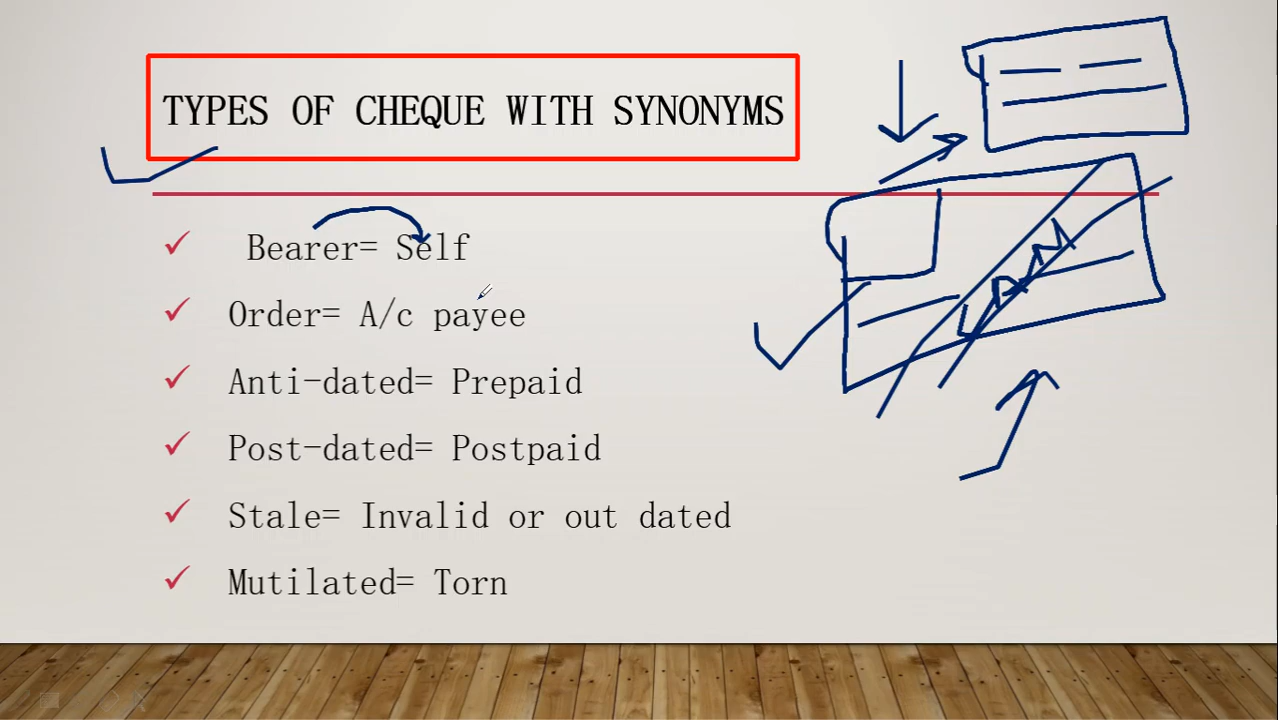 TYPES OF CHEQUE WITH SYNONYMS
Bearer= Self
Order= A/c payee
Anti-dated= Prepaid
Post-dated= Postpaid
Stale= Invalid or out dated
Mutilated= Torn